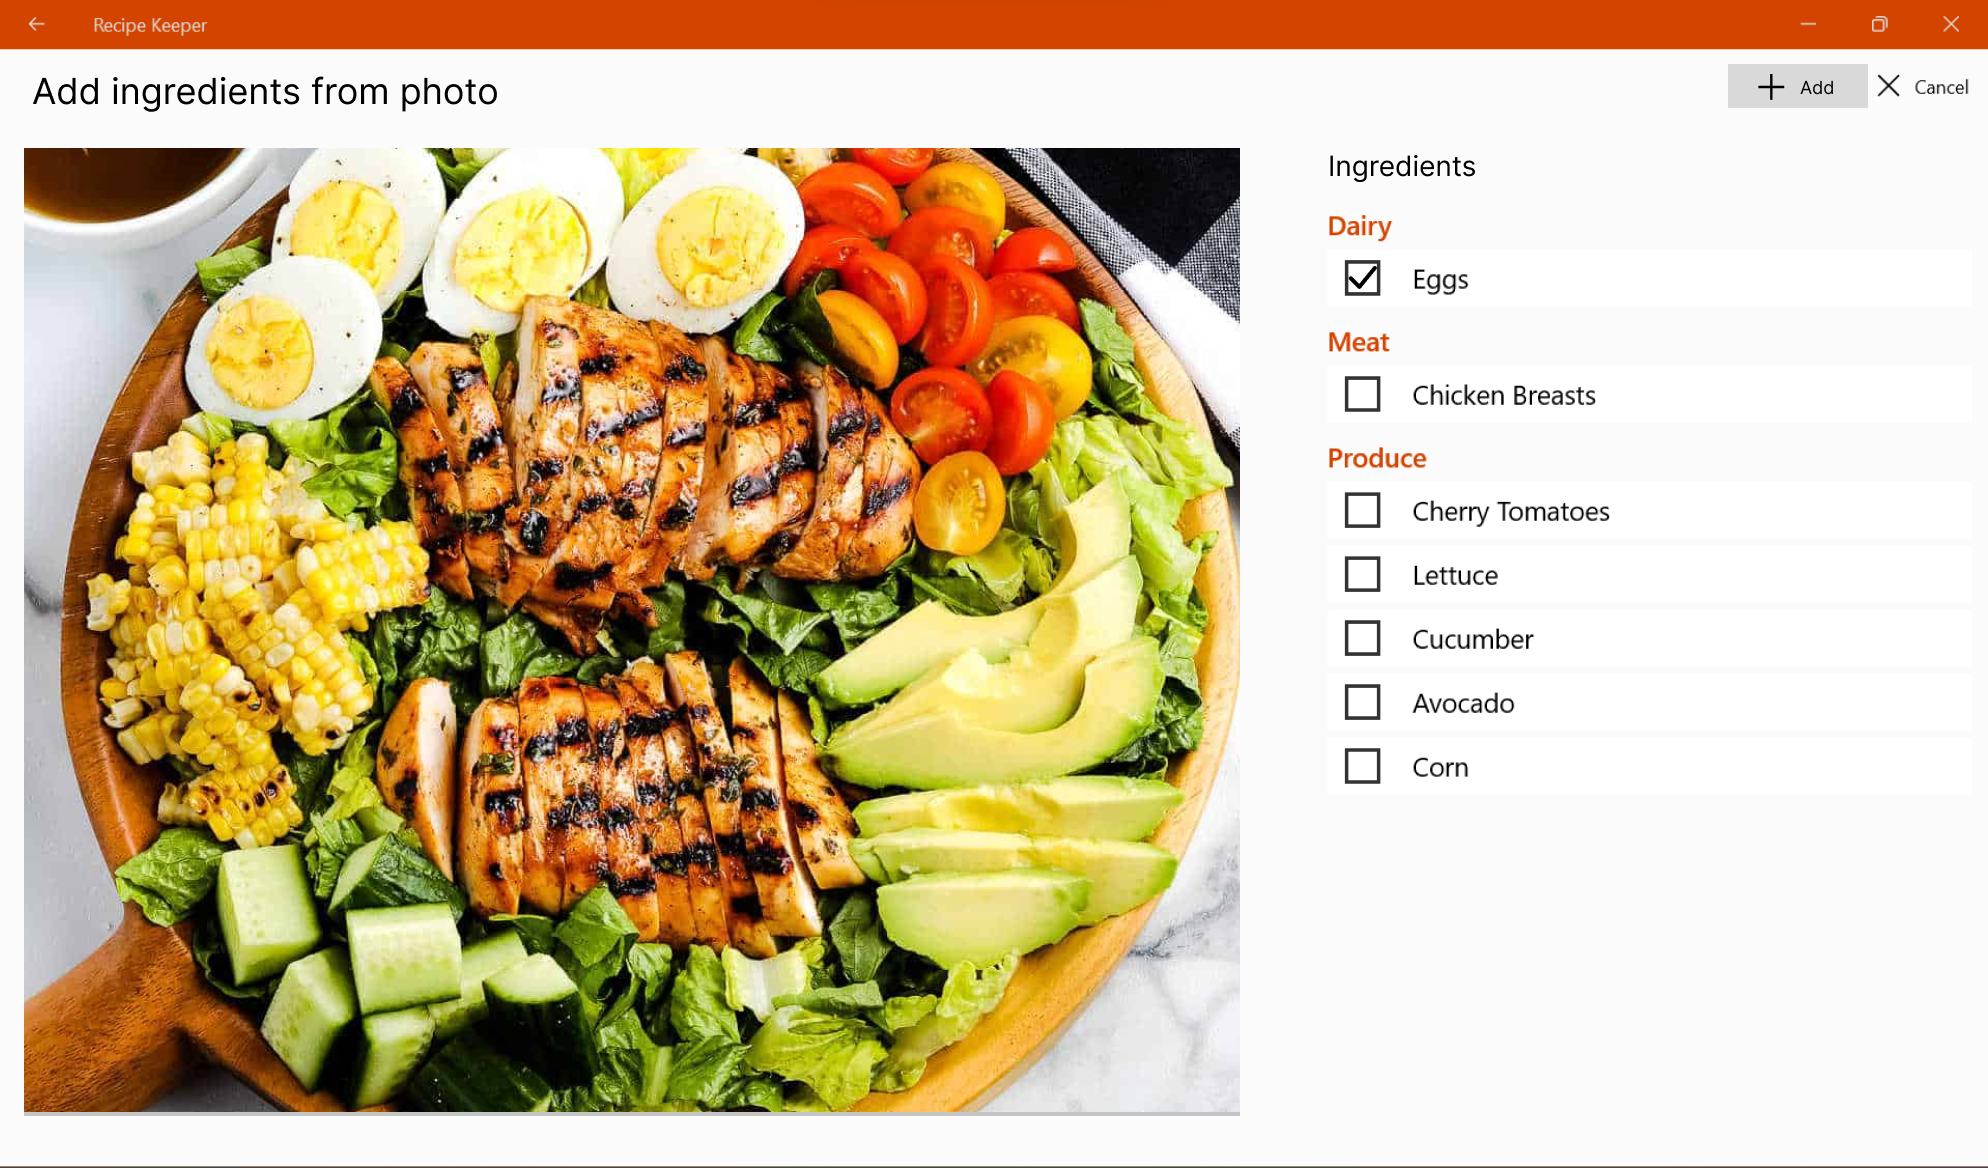 Recipe Keeper
Add ingredients from photo
Add
Cancel
Ingredients
Dairy
Eggs
Meat
Chicken Breasts
Produce
Cherry Tomatoes
Lettuce
Cucumber
Avocado
Corn